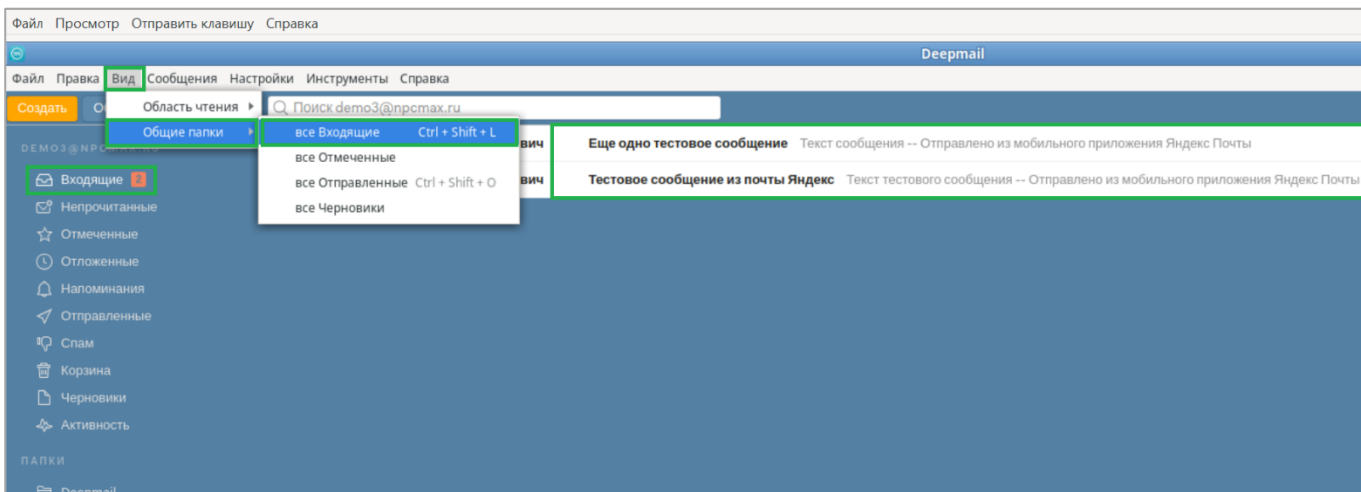 Файл Просмотр Отправить клавишу Справка
Deepmail
Файл Правка Вид Сообщения Настройки Инструменты Справка
Создать Область чтения Поиск demo3@npcmax.ru
Общие папки все Входящие Ctrl + Shift + L
вич Еще одно тестовое сообщение Текст сообщения -- Отправлено из мобильного приложения Яндекс Почты
все Отмеченные
Входящие 2 все Отправленные Ctrl + Shift + O
вич Тестовое сообщение из почты Яндекс Текст тестового сообщения -- Отправлено из мобильного приложения Яндекс Почты
Непрочитанные все Черновики
Отмеченные
Отложенные
Напоминания
Отправленные
Спам
Корзина
Черновики
Активность
ПАПКИ
Deepmail